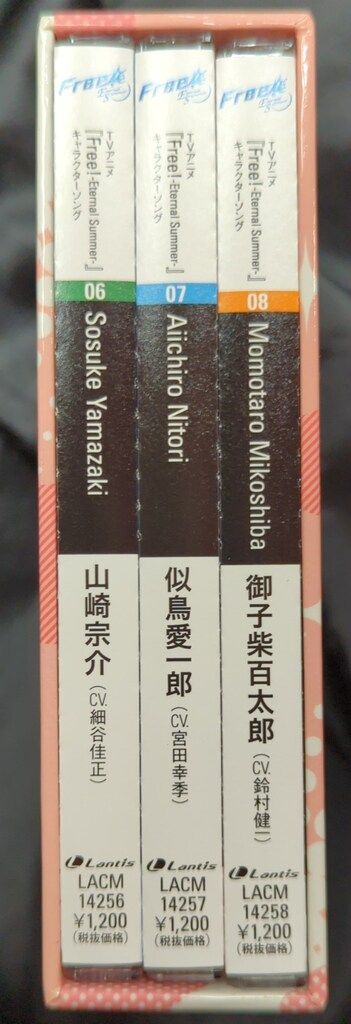 Free!
ES
TVアニメ
『Free!-Eternal Summer-』
キャラクターソング
06
Sosuke Yamazaki
山崎宗介
(CV.細谷佳正)
Lantis
LACM
14256
¥1,200
(税抜価格)
Free!
ES
TVアニメ
『Free!-Eternal Summer-』
キャラクターソング
07
Aiichiro Nitori
似鳥愛一郎
(CV.宮田幸季)
Lantis
LACM
14257
¥1,200
(税抜価格)
Free!
ES
TVアニメ
『Free!-Eternal Summer-』
キャラクターソング
08
Momotaro Mikoshiba
御子柴百太郎
(CV.鈴村健一)
Lantis
LACM
14258
¥1,200
(税抜価格)